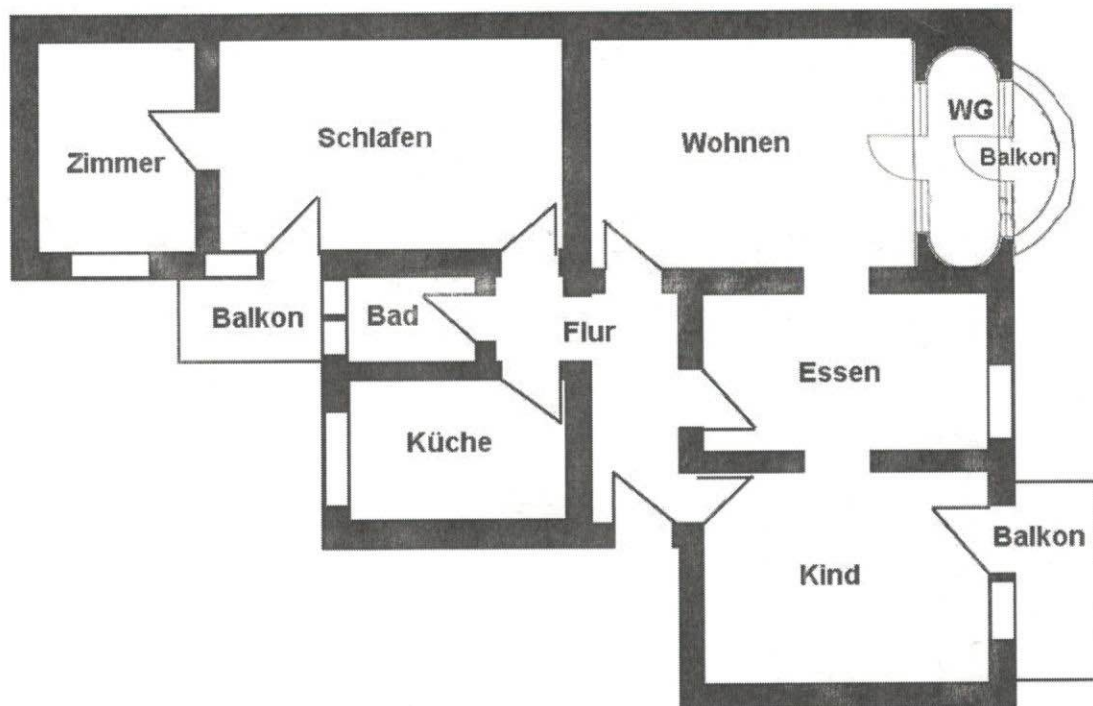 WG
Schlafen
Wohnen
Zimmer
Balkon
Balkon
Bad
Flur
Essen
Küche
Balkon
Kind